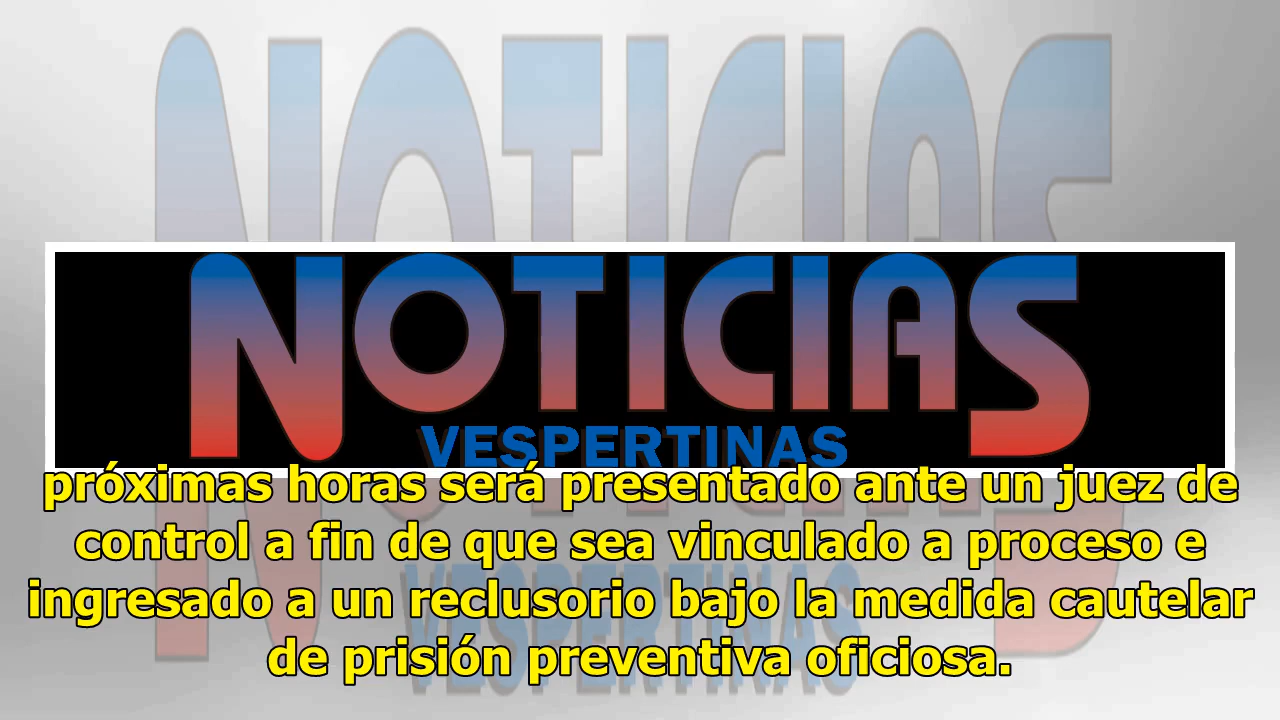 NOTICIAS
VESPERTINAS
próximas horas será presentado ante un juez de
control a fin de que sea vinculado a proceso e
ingresado a un reclusorio bajo la medida cautelar
de prisión preventiva oficiosa.